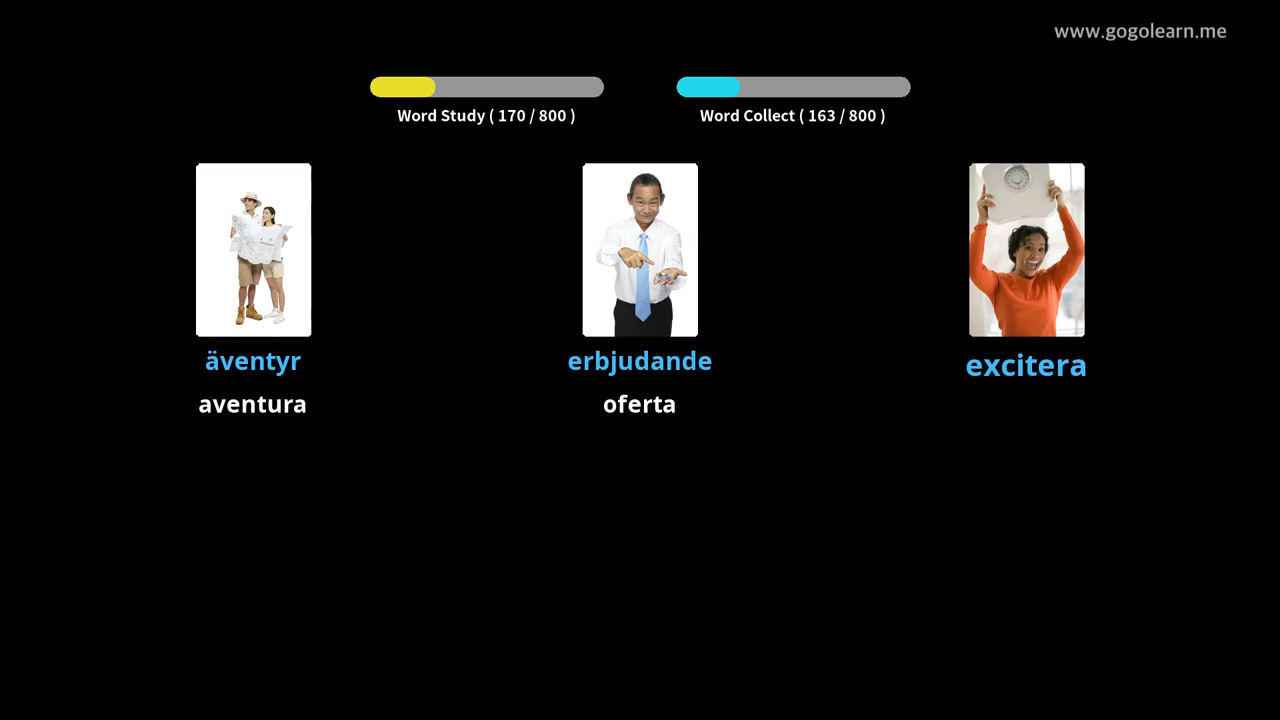 www.gogolearn.me
Word Study ( 170 / 800 )
Word Collect ( 163 / 800 )
äventyr
aventura
erbjudande
oferta
excitera